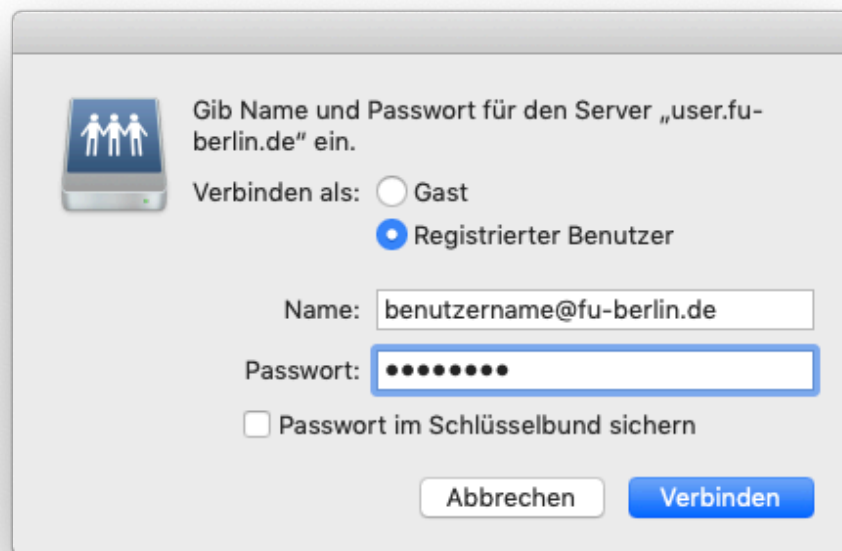 Gib Name und Passwort für den Server „user.fu-
berlin.de“ ein.
Verbinden als: Gast
Registrierter Benutzer
Name: benutzername@fu-berlin.de
Passwort: ••••••••
Passwort im Schlüsselbund sichern
Abbrechen Verbinden